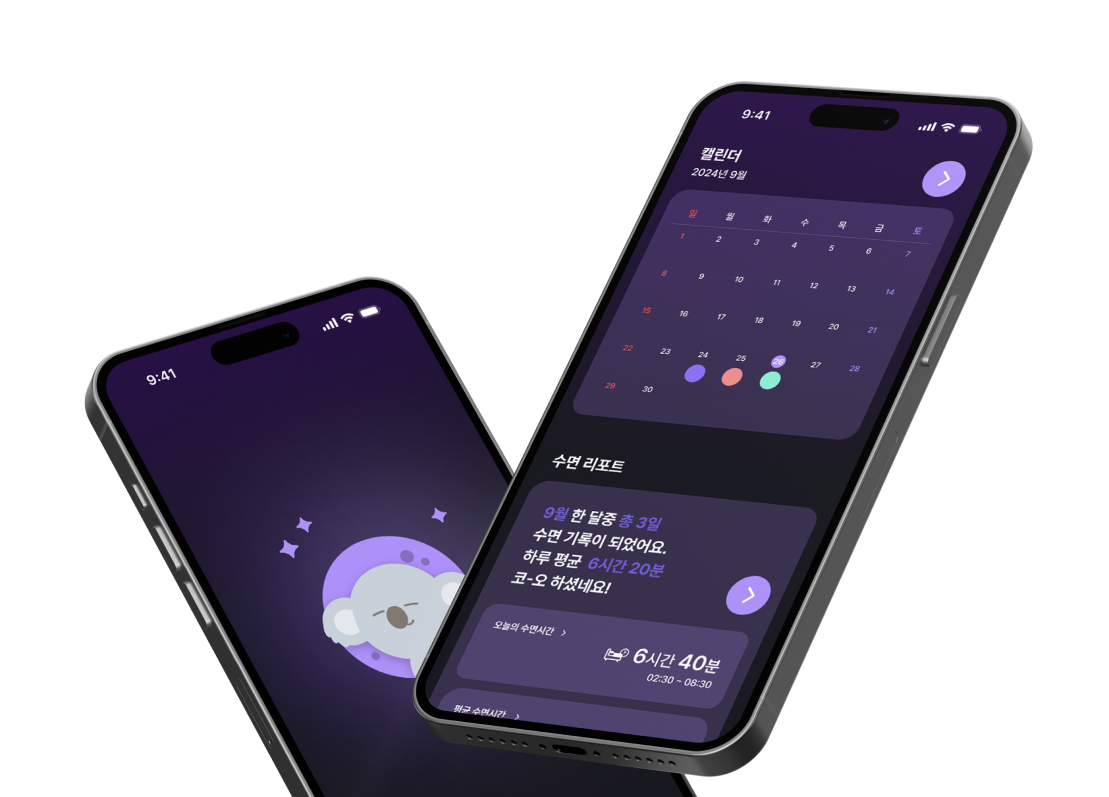 9:41
9:41
캘린더
2024년 9월
일 월 화 수 목 금 토
1 2 3 4 5 6 7
8 9 10 11 12 13 14
15 16 17 18 19 20 21
22 23 24 25 26 27 28
29 30
수면 리포트
9월 한 달중 총 3일
수면 기록이 되었어요.
하루 평균 6시간 20분
코-오 하셨네요!
오늘의 수면시간 >
6시간 40분
02:30 ~ 08:30
평균 수면시간 >